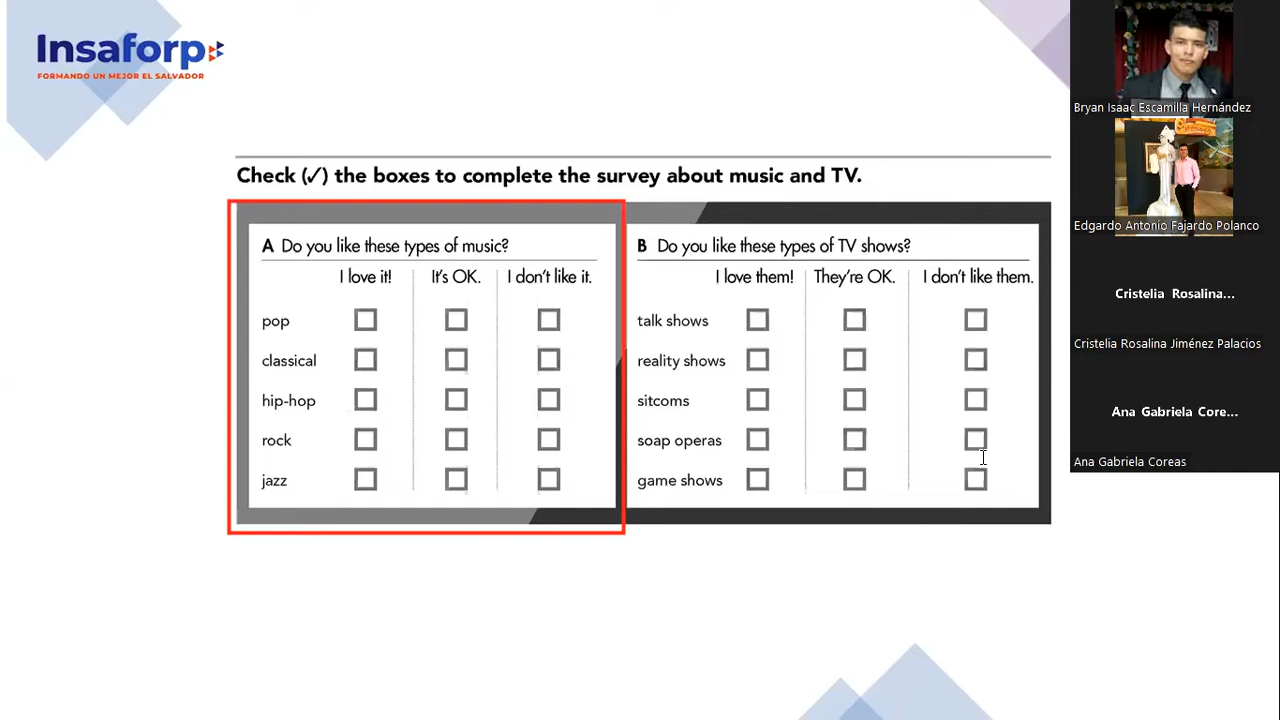 Insaforp
FORMANDO UN MEJOR EL SALVADOR
Check (✓) the boxes to complete the survey about music and TV.
A Do you like these types of music?
I love it! It's OK. I don't like it.
pop
classical
hip-hop
rock
jazz
B Do you like these types of TV shows?
I love them! They're OK. I don't like them.
talk shows
reality shows
sitcoms
soap operas
game shows
Bryan Isaac Escamilla Hernández
Edgardo Antonio Fajardo Polanco
Cristelia Rosalina...
Cristelia Rosalina Jiménez Palacios
Ana Gabriela Core...
Ana Gabriela Coreas